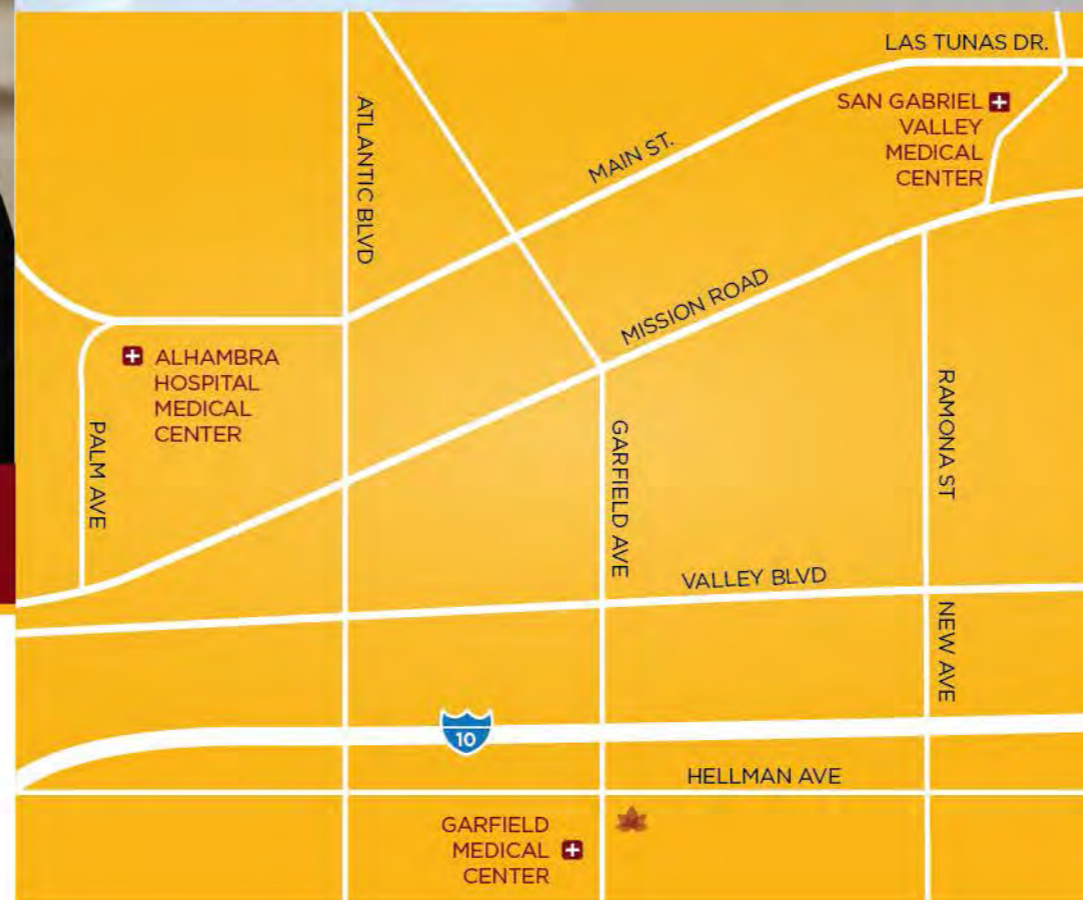 LAS TUNAS DR.
SAN GABRIEL
VALLEY
MEDICAL
CENTER
ATLANTIC BLVD
MAIN ST.
MISSION ROAD
ALHAMBRA
HOSPITAL
MEDICAL
CENTER
PALM AVE
GARFIELD AVE
RAMONA ST
VALLEY BLVD
NEW AVE
10
HELLMAN AVE
GARFIELD
MEDICAL
CENTER